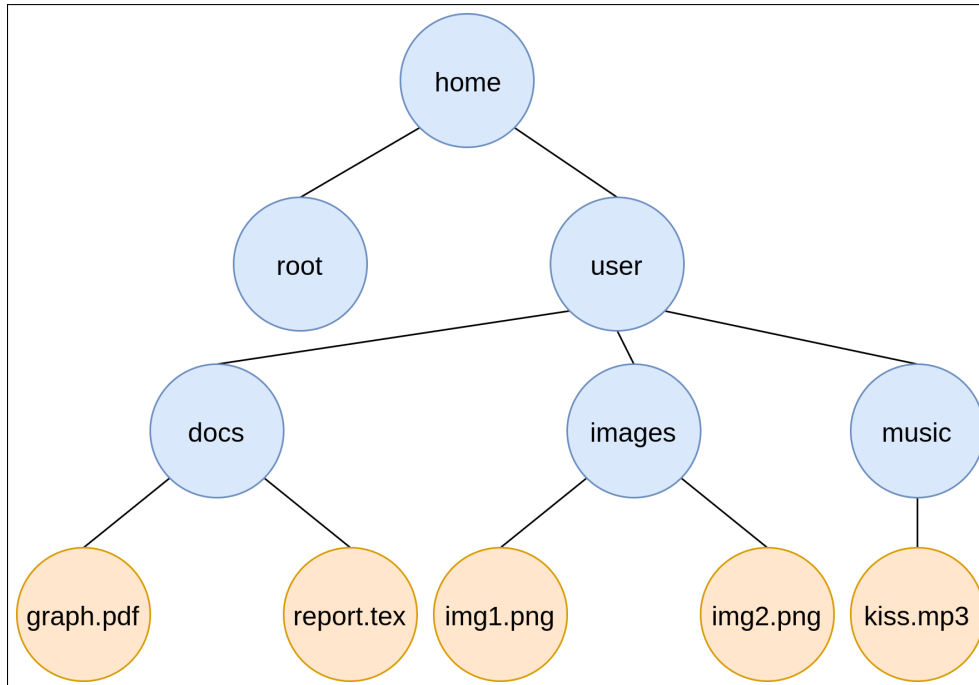 home
root
user
docs
images
music
graph.pdf
report.tex
img1.png
img2.png
kiss.mp3